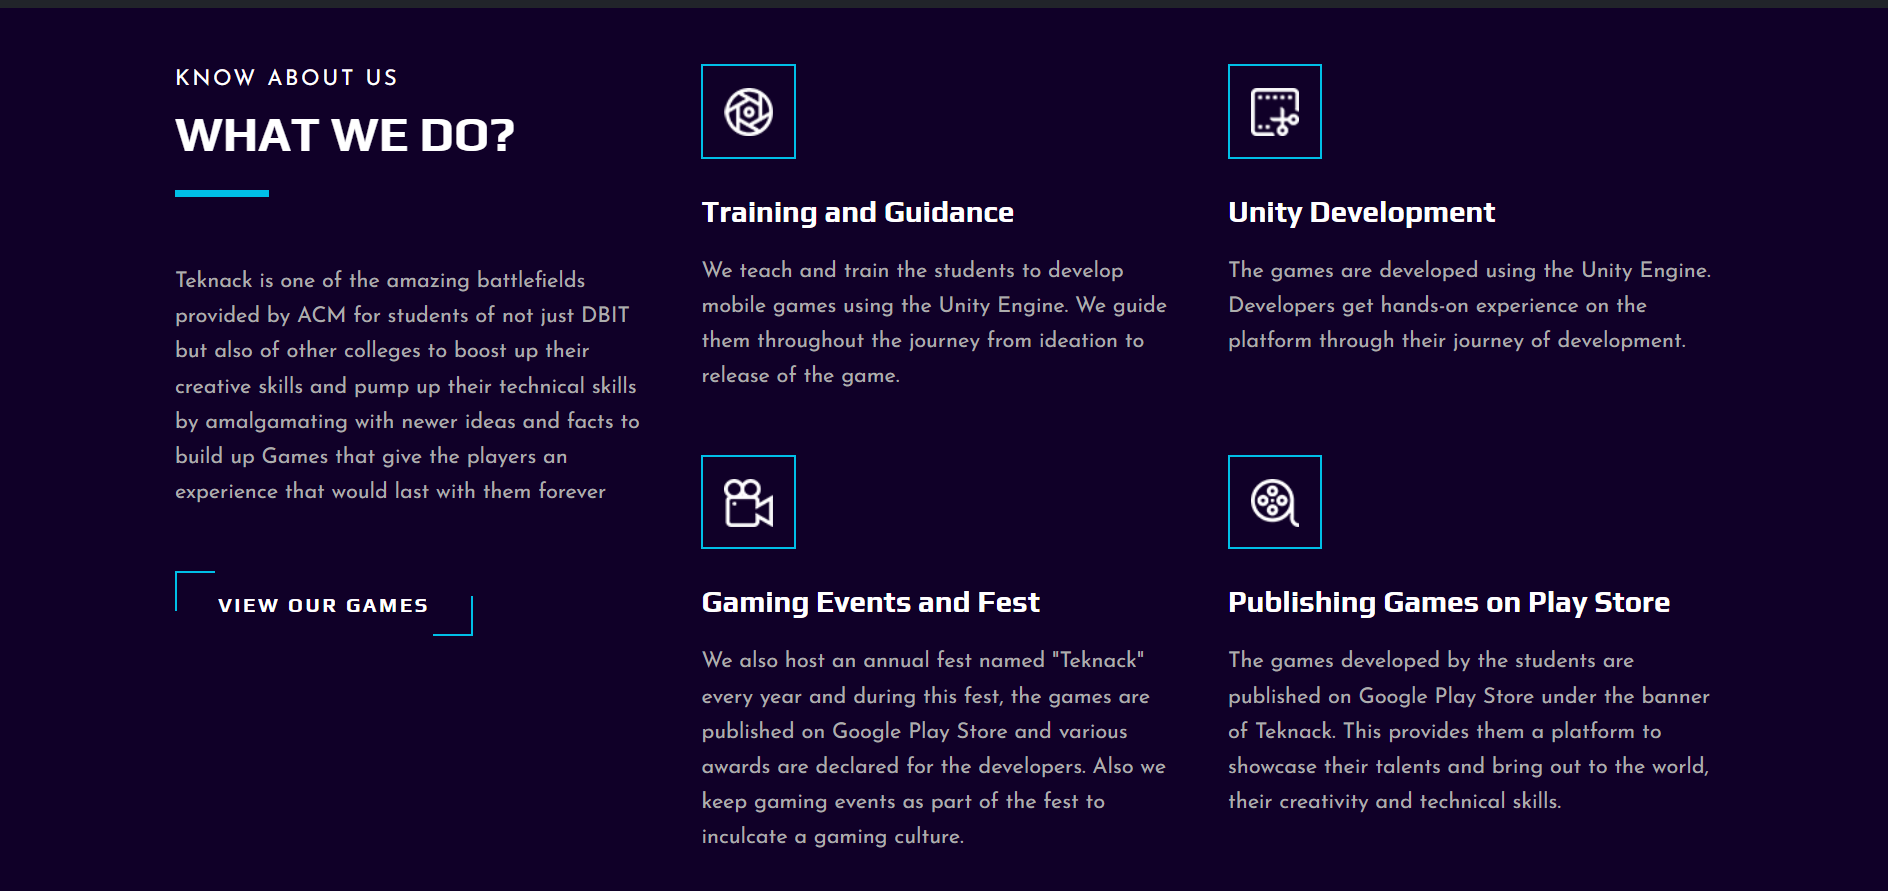 KNOW ABOUT US
WHAT WE DO?
Teknack is one of the amazing battlefields
provided by ACM for students of not just DBIT
but also of other colleges to boost up their
creative skills and pump up their technical skills
by amalgamating with newer ideas and facts to
build up Games that give the players an
experience that would last with them forever
VIEW OUR GAMES
Training and Guidance
We teach and train the students to develop
mobile games using the Unity Engine. We guide
them throughout the journey from ideation to
release of the game.
Unity Development
The games are developed using the Unity Engine.
Developers get hands-on experience on the
platform through their journey of development.
Gaming Events and Fest
We also host an annual fest named "Teknack"
every year and during this fest, the games are
published on Google Play Store and various
awards are declared for the developers. Also we
keep gaming events as part of the fest to
inculcate a gaming culture.
Publishing Games on Play Store
The games developed by the students are
published on Google Play Store under the banner
of Teknack. This provides them a platform to
showcase their talents and bring out to the world,
their creativity and technical skills.